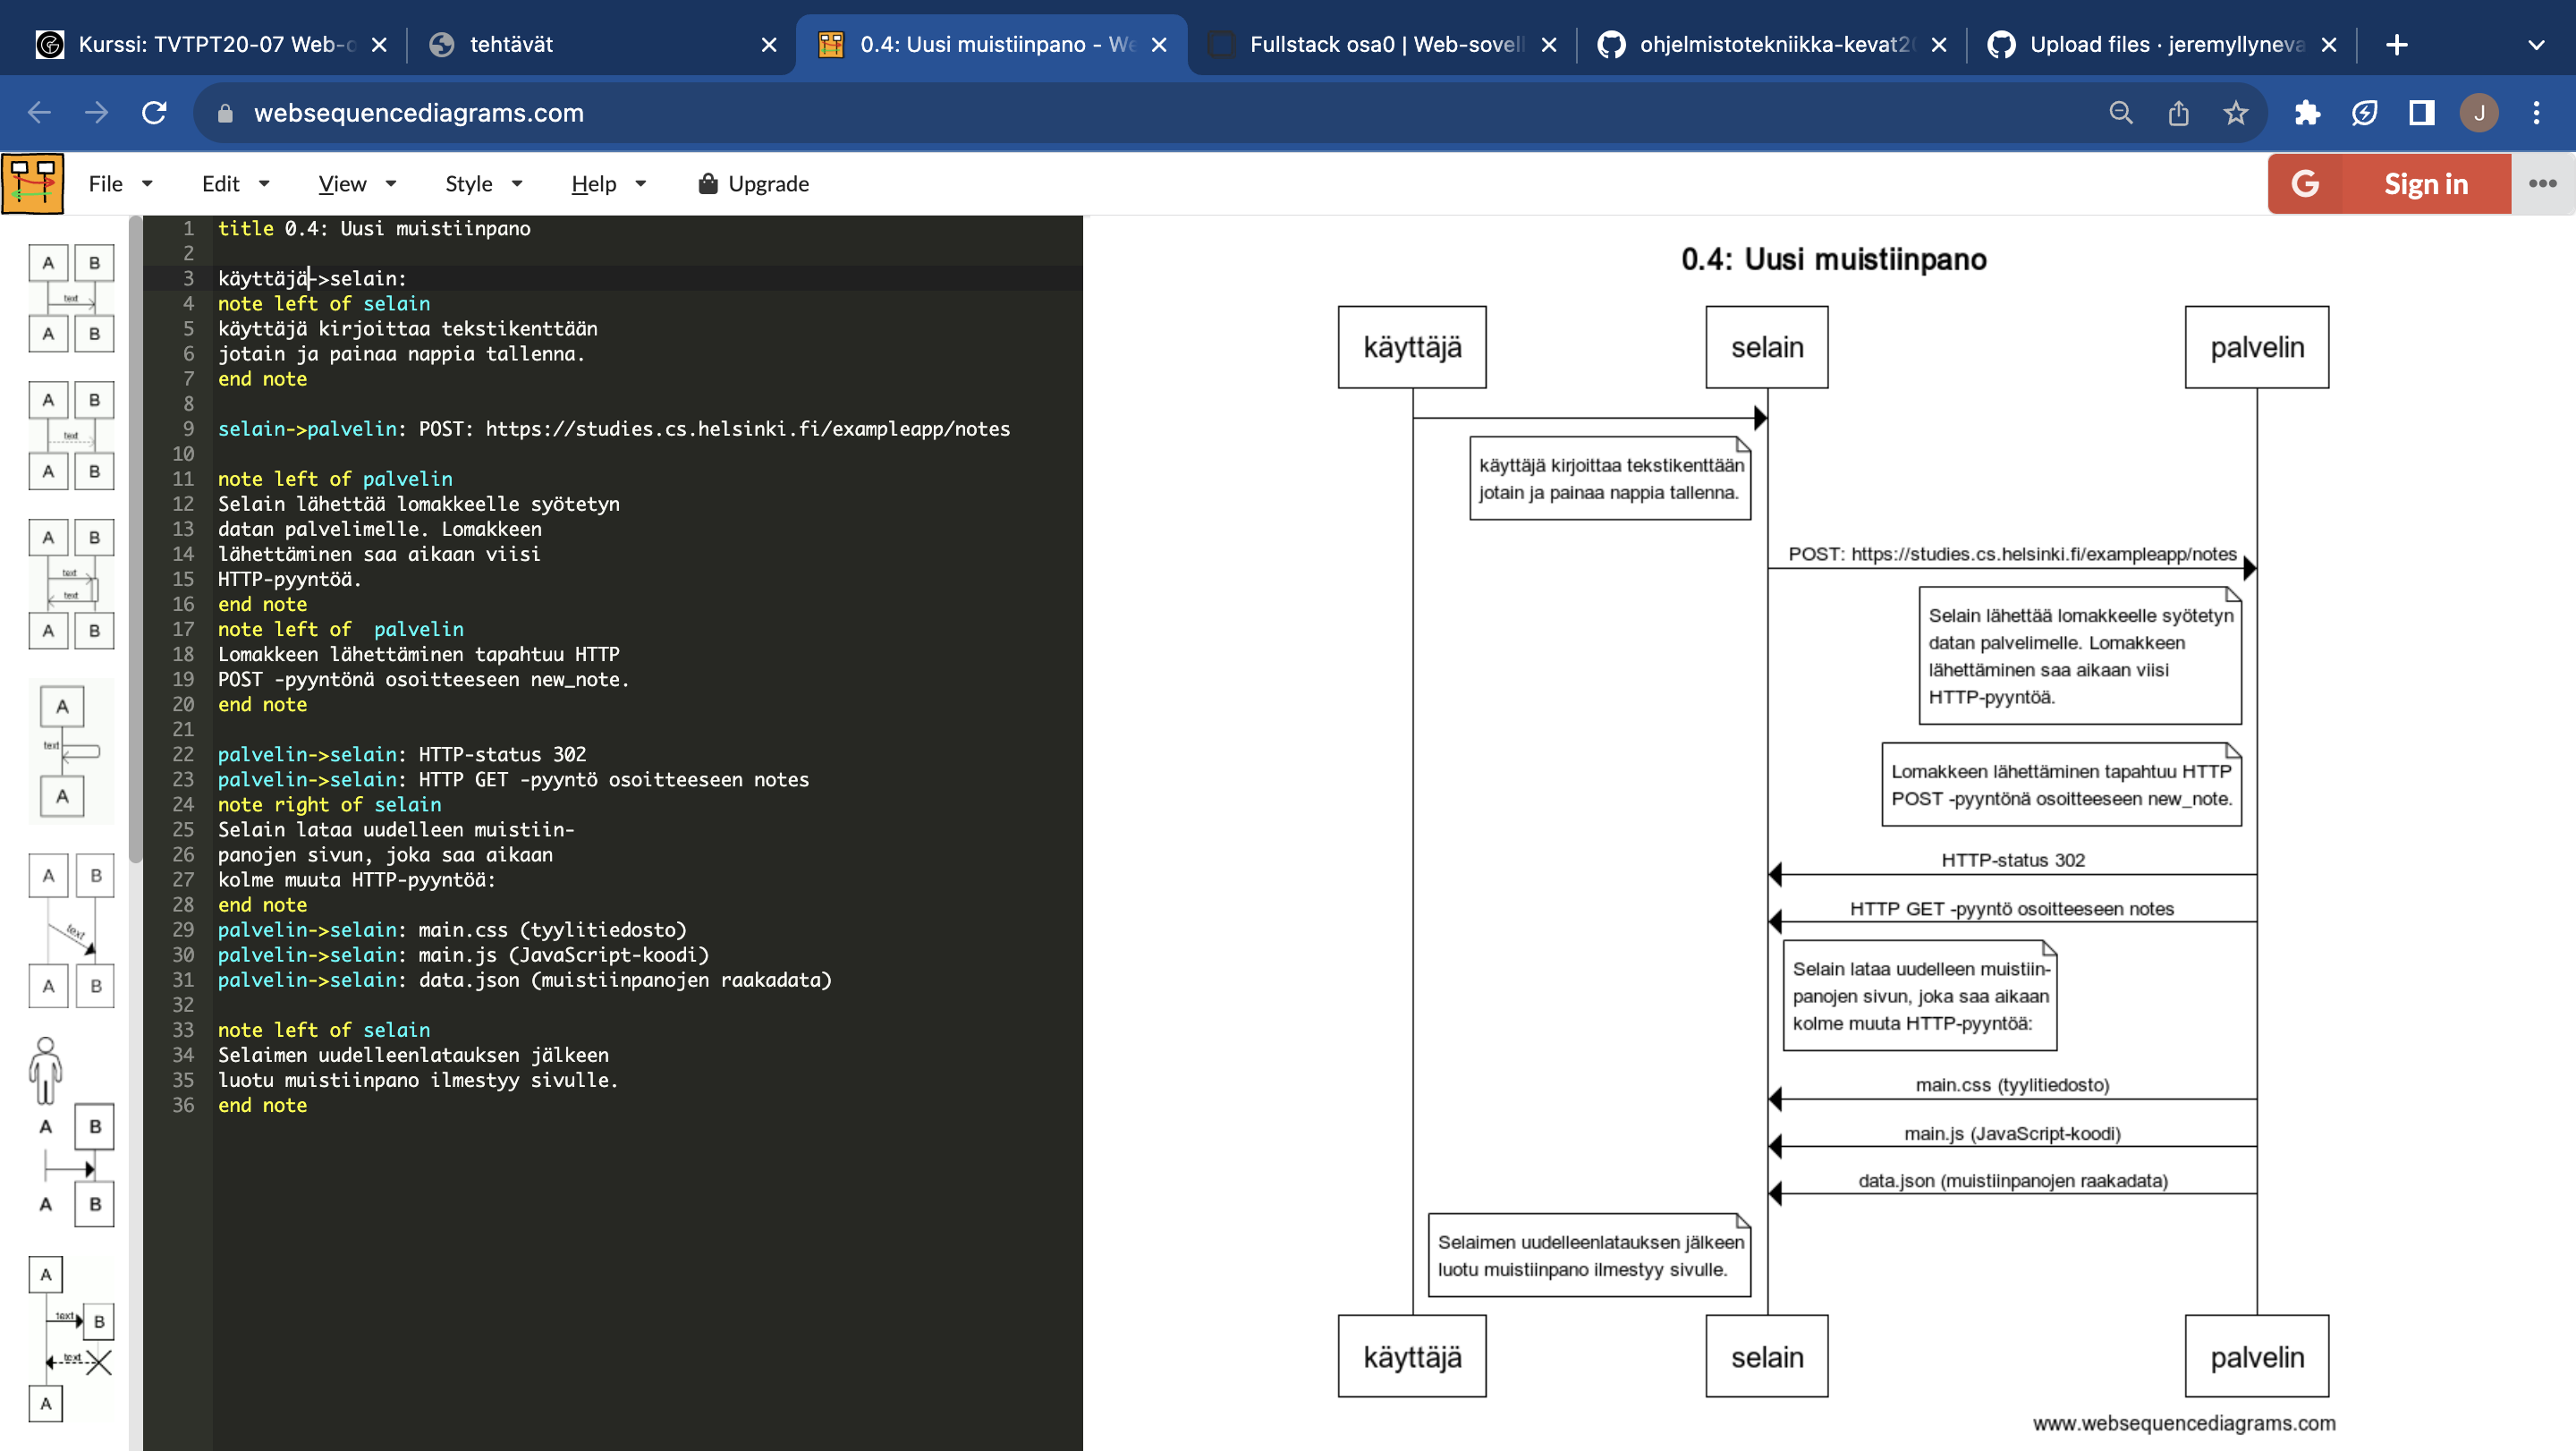 Kurssi: TVTPT20-07 Web-o
tehtävät
0.4: Uusi muistiinpano - We
Fullstack osa0 | Web-sovell
ohjelmistotekniikka-kevat20
Upload files · jeremyllyneva
websequencediagrams.com
J
File
Edit
View
Style
Help
Upgrade
G
Sign in
A B
text
A B
A B
text
A B
A B
text
text
A B
A
text
A
A B
text
A B
A B
A B
A
text B
text
A
1 title 0.4: Uusi muistiinpano
2
3 käyttäjä->selain:
4 note left of selain
5 käyttäjä kirjoittaa tekstikenttään
6 jotain ja painaa nappia tallenna.
7 end note
8
9 selain->palvelin: POST: https://studies.cs.helsinki.fi/exampleapp/notes
10
11 note left of palvelin
12 Selain lähettää lomakkeelle syötetyn
13 datan palvelimelle. Lomakkeen
14 lähettäminen saa aikaan viisi
15 HTTP-pyyntöä.
16 end note
17 note left of  palvelin
18 Lomakkeen lähettäminen tapahtuu HTTP
19 POST -pyyntönä osoitteeseen new_note.
20 end note
21
22 palvelin->selain: HTTP-status 302
23 palvelin->selain: HTTP GET -pyyntö osoitteeseen notes
24 note right of selain
25 Selain lataa uudelleen muistiin-
26 panojen sivun, joka saa aikaan
27 kolme muuta HTTP-pyyntöä:
28 end note
29 palvelin->selain: main.css (tyylitiedosto)
30 palvelin->selain: main.js (JavaScript-koodi)
31 palvelin->selain: data.json (muistiinpanojen raakadata)
32
33 note left of selain
34 Selaimen uudelleenlatauksen jälkeen
35 luotu muistiinpano ilmestyy sivulle.
36 end note
0.4: Uusi muistiinpano
käyttäjä selain palvelin
käyttäjä kirjoittaa tekstikenttään
jotain ja painaa nappia tallenna.
POST: https://studies.cs.helsinki.fi/exampleapp/notes
Selain lähettää lomakkeelle syötetyn
datan palvelimelle. Lomakkeen
lähettäminen saa aikaan viisi
HTTP-pyyntöä.
Lomakkeen lähettäminen tapahtuu HTTP
POST -pyyntönä osoitteeseen new_note.
HTTP-status 302
HTTP GET -pyyntö osoitteeseen notes
Selain lataa uudelleen muistiin-
panojen sivun, joka saa aikaan
kolme muuta HTTP-pyyntöä:
main.css (tyylitiedosto)
main.js (JavaScript-koodi)
data.json (muistiinpanojen raakadata)
Selaimen uudelleenlatauksen jälkeen
luotu muistiinpano ilmestyy sivulle.
käyttäjä selain palvelin
www.websequencediagrams.com